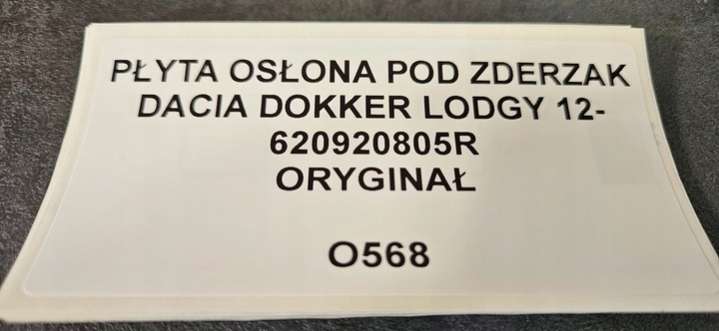 PŁYTA OSŁONA POD ZDERZAK
DACIA DOKKER LODGY 12-
620920805R
ORYGINAŁ
O568